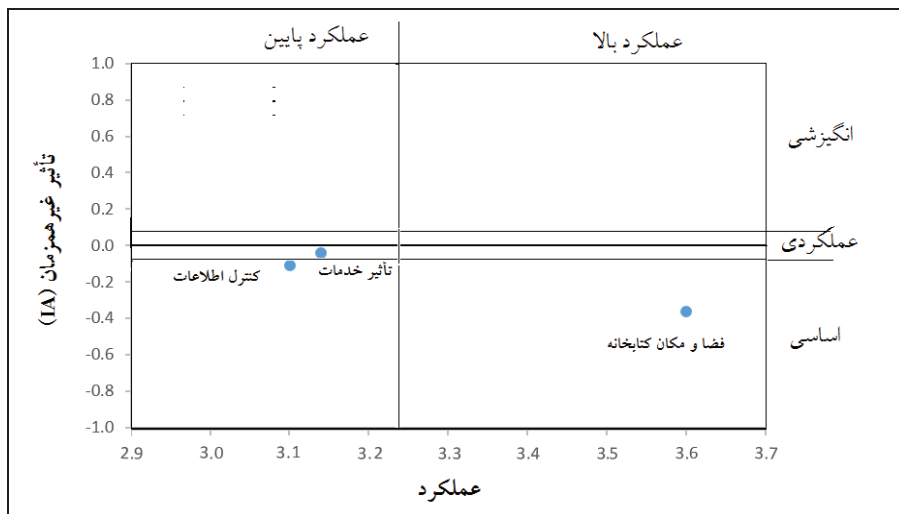 عملکرد پایین
عملکرد بالا
1.0
0.8
0.6
0.4
0.2
0.0
-0.2
-0.4
-0.6
-0.8
-1.0
تأثیر غیرهمزمان (IA)
انگیزشی
عملکردی
اساسی
کنترل اطلاعات
تأثیر خدمات
فضا و مکان کتابخانه
2.9 3.0 3.1 3.2 3.3 3.4 3.5 3.6 3.7
عملکرد